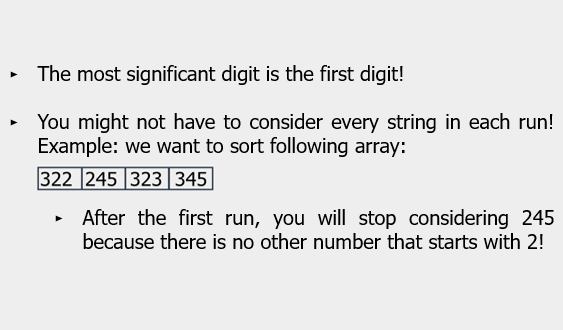 ► The most significant digit is the first digit!
► You might not have to consider every string in each run!
Example: we want to sort following array:
322 245 323 345
► After the first run, you will stop considering 245
because there is no other number that starts with 2!